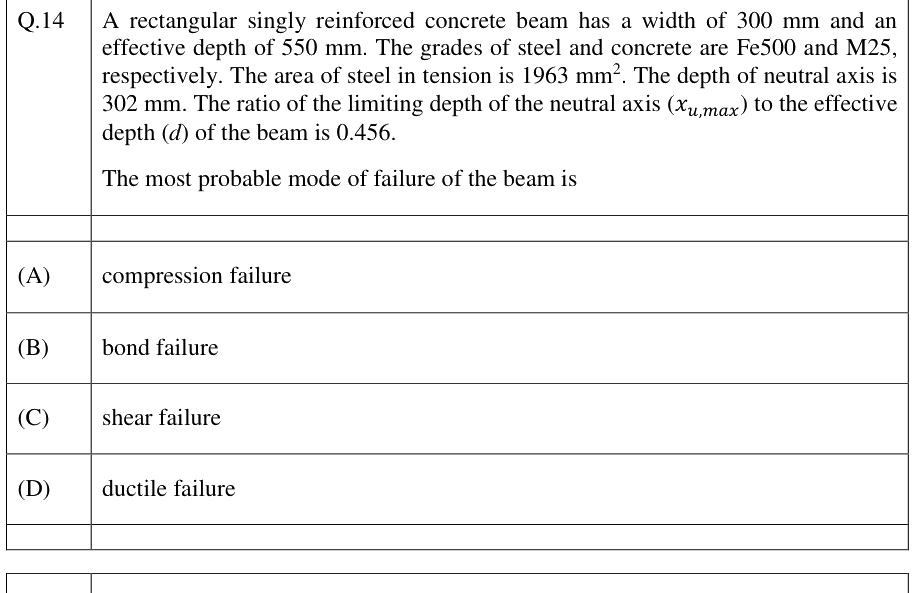 Q.14 A rectangular singly reinforced concrete beam has a width of 300 mm and an
effective depth of 550 mm. The grades of steel and concrete are Fe500 and M25,
respectively. The area of steel in tension is 1963 mm². The depth of neutral axis is
302 mm. The ratio of the limiting depth of the neutral axis (𝑥𝑢,𝑚𝑎𝑥) to the effective
depth (d) of the beam is 0.456.
The most probable mode of failure of the beam is
(A) compression failure
(B) bond failure
(C) shear failure
(D) ductile failure